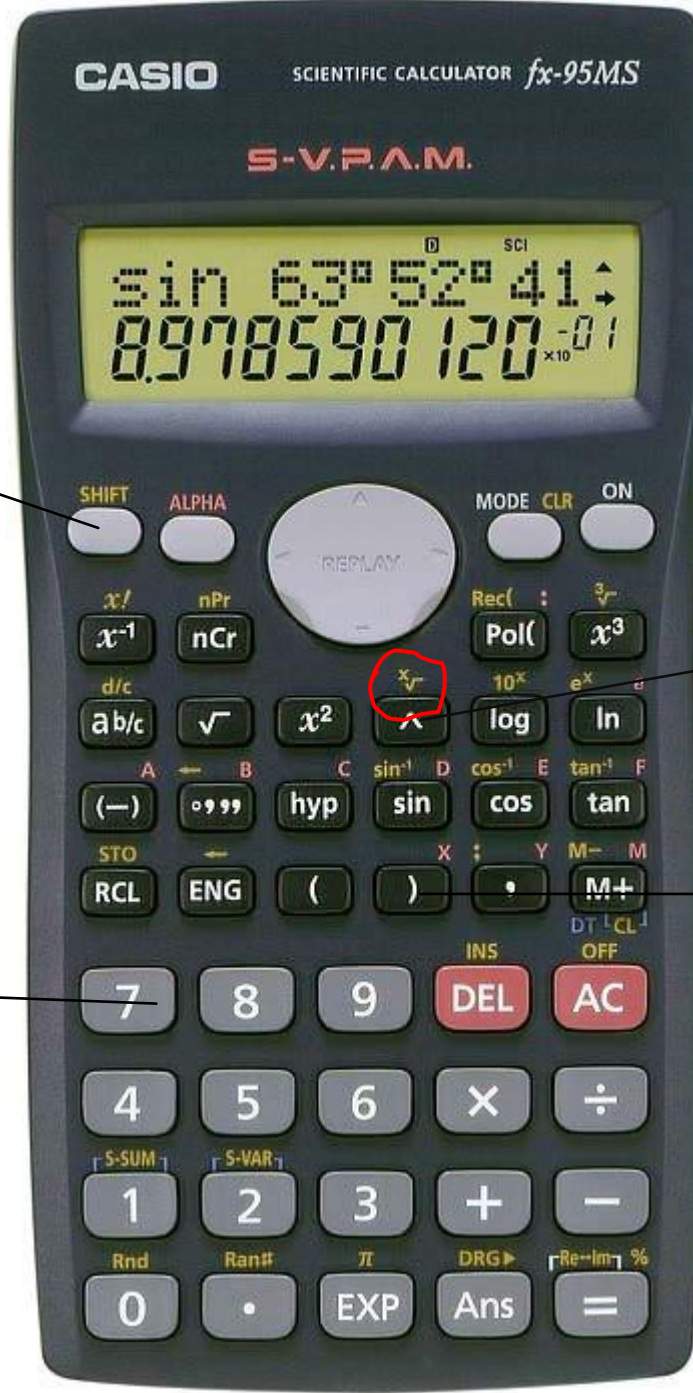 CASIO SCIENTIFIC CALCULATOR fx-95MS
S-V.P.A.M.
D SCI
sin 63°52°41
8.978590120 ×10 -01
SHIFT ALPHA MODE CLR ON
REPLAY
x! nPr Rec( : ³√
x-1 nCr Pol( x³
d/c ˣ√ 10ˣ eˣ
a b/c √ x² ^ log ln
A ← B C sin-1 D cos-1 E tan-1 F
(−) °,,, hyp sin cos tan
STO ← X ; Y M− M
RCL ENG ( ) , M+
DT CL
INS OFF
7 8 9 DEL AC
4 5 6 × ÷
S-SUM S-VAR
1 2 3 + −
Rnd Ran# π DRG▶ Re↔Im %
0 . EXP Ans =